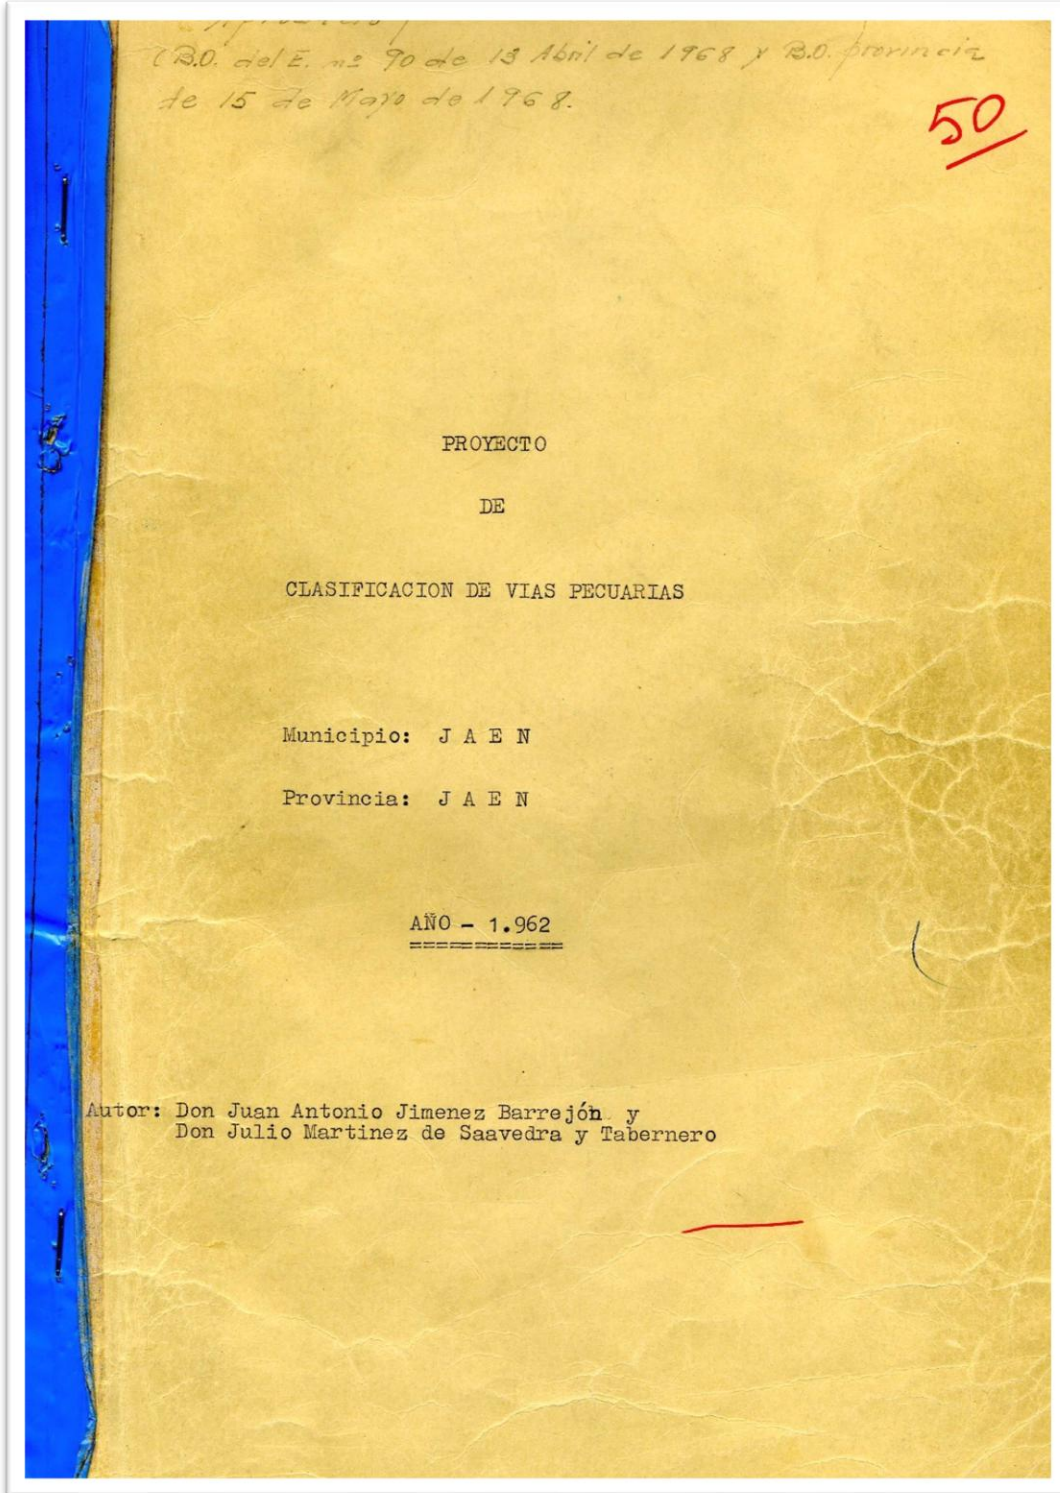 (B.O. del E. nº 90 de 13 Abril de 1968 y B.O. provincia
de 15 de Mayo de 1968.
50
PROYECTO
DE
CLASIFICACION DE VIAS PECUARIAS
Municipio: J A E N
Provincia: J A E N
AÑO - 1.962
Autor: Don Juan Antonio Jimenez Barrejón y
Don Julio Martinez de Saavedra y Tabernero